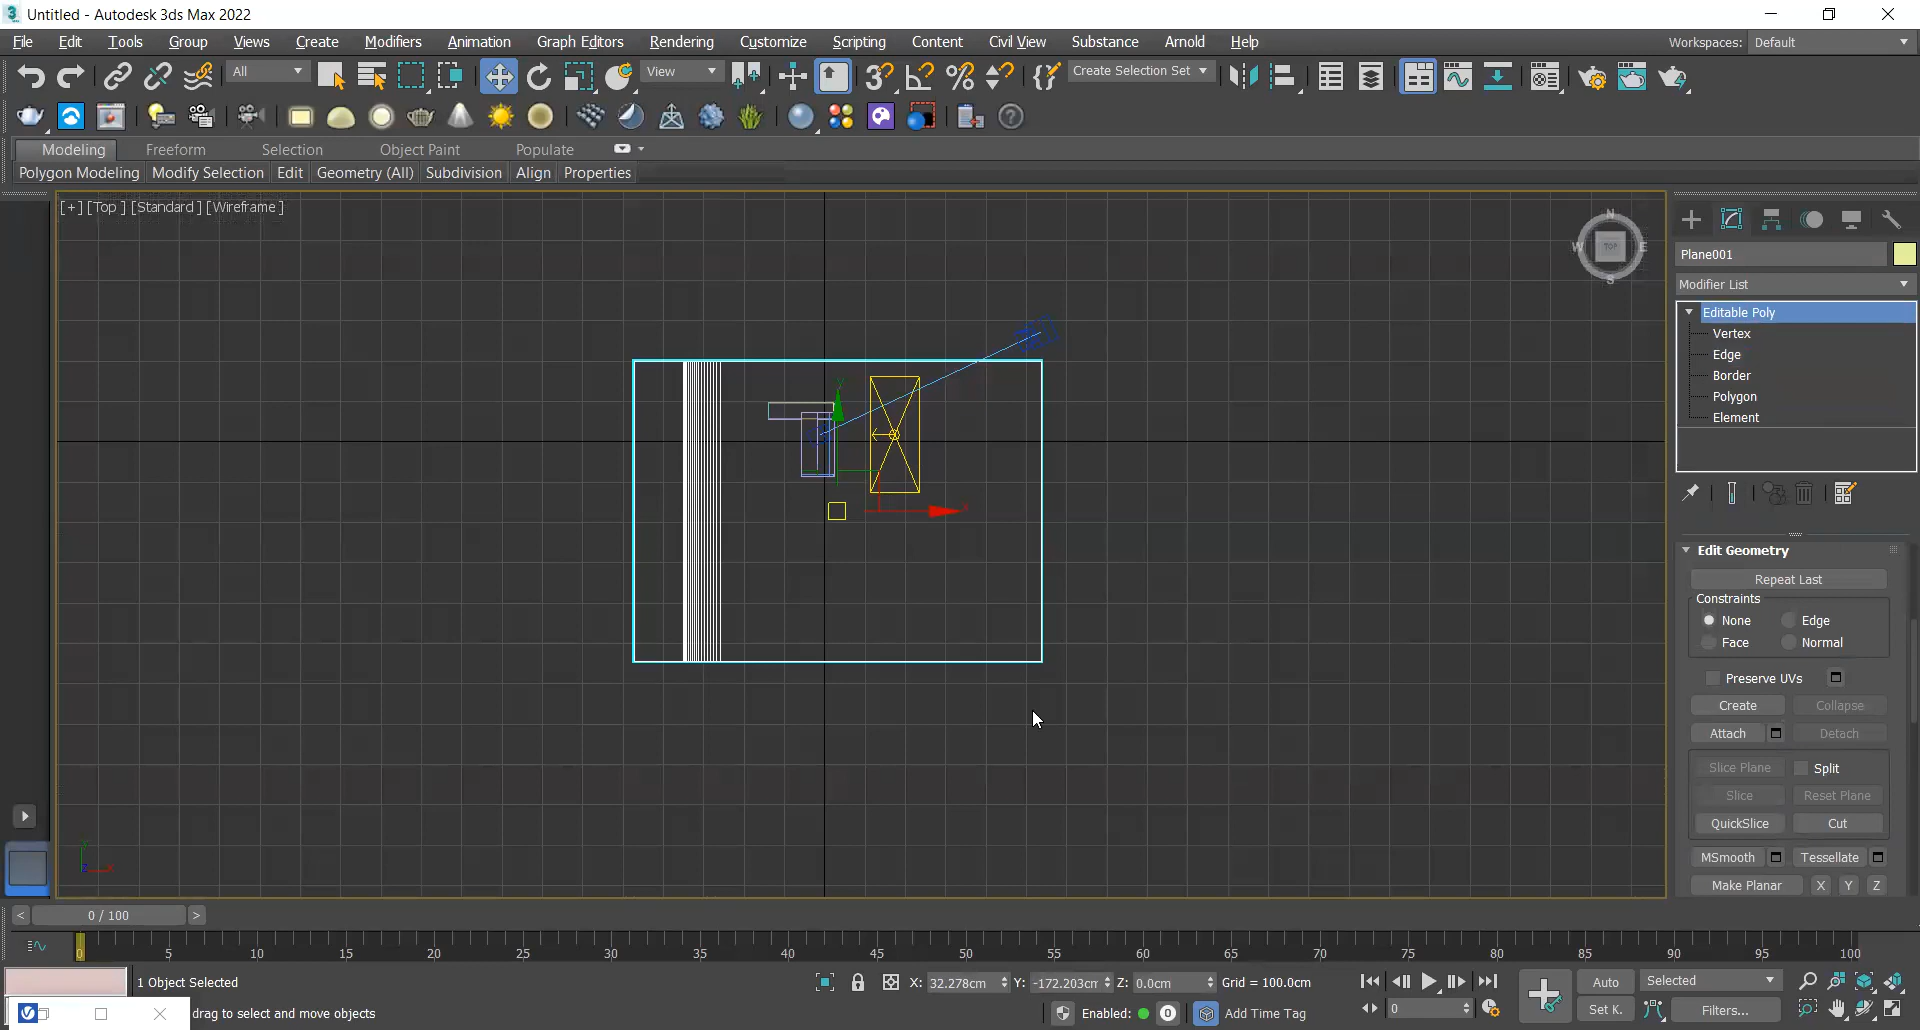 Untitled - Autodesk 3ds Max 2022
File Edit Tools Group Views Create Modifiers Animation Graph Editors Rendering Customize Scripting Content Civil View Substance Arnold Help Workspaces: Default
All View Create Selection Set
Modeling Freeform Selection Object Paint Populate
Polygon Modeling Modify Selection Edit Geometry (All) Subdivision Align Properties
[+] [Top ] [Standard ] [Wireframe ]
N
W TOP E
S
Plane001
Modifier List
Editable Poly
Vertex
Edge
Border
Polygon
Element
Edit Geometry
Repeat Last
Constraints
None Edge
Face Normal
Preserve UVs
Create Collapse
Attach Detach
Slice Plane Split
Slice Reset Plane
QuickSlice Cut
MSmooth Tessellate
Make Planar X Y Z
< 0 / 100 >
0 5 10 15 20 25 30 35 40 45 50 55 60 65 70 75 80 85 90 95 100
1 Object Selected X: 32.278cm Y: -172.203cm Z: 0.0cm Grid = 100.0cm Auto Selected
drag to select and move objects Enabled: 0 Add Time Tag 0 Set K. Filters...